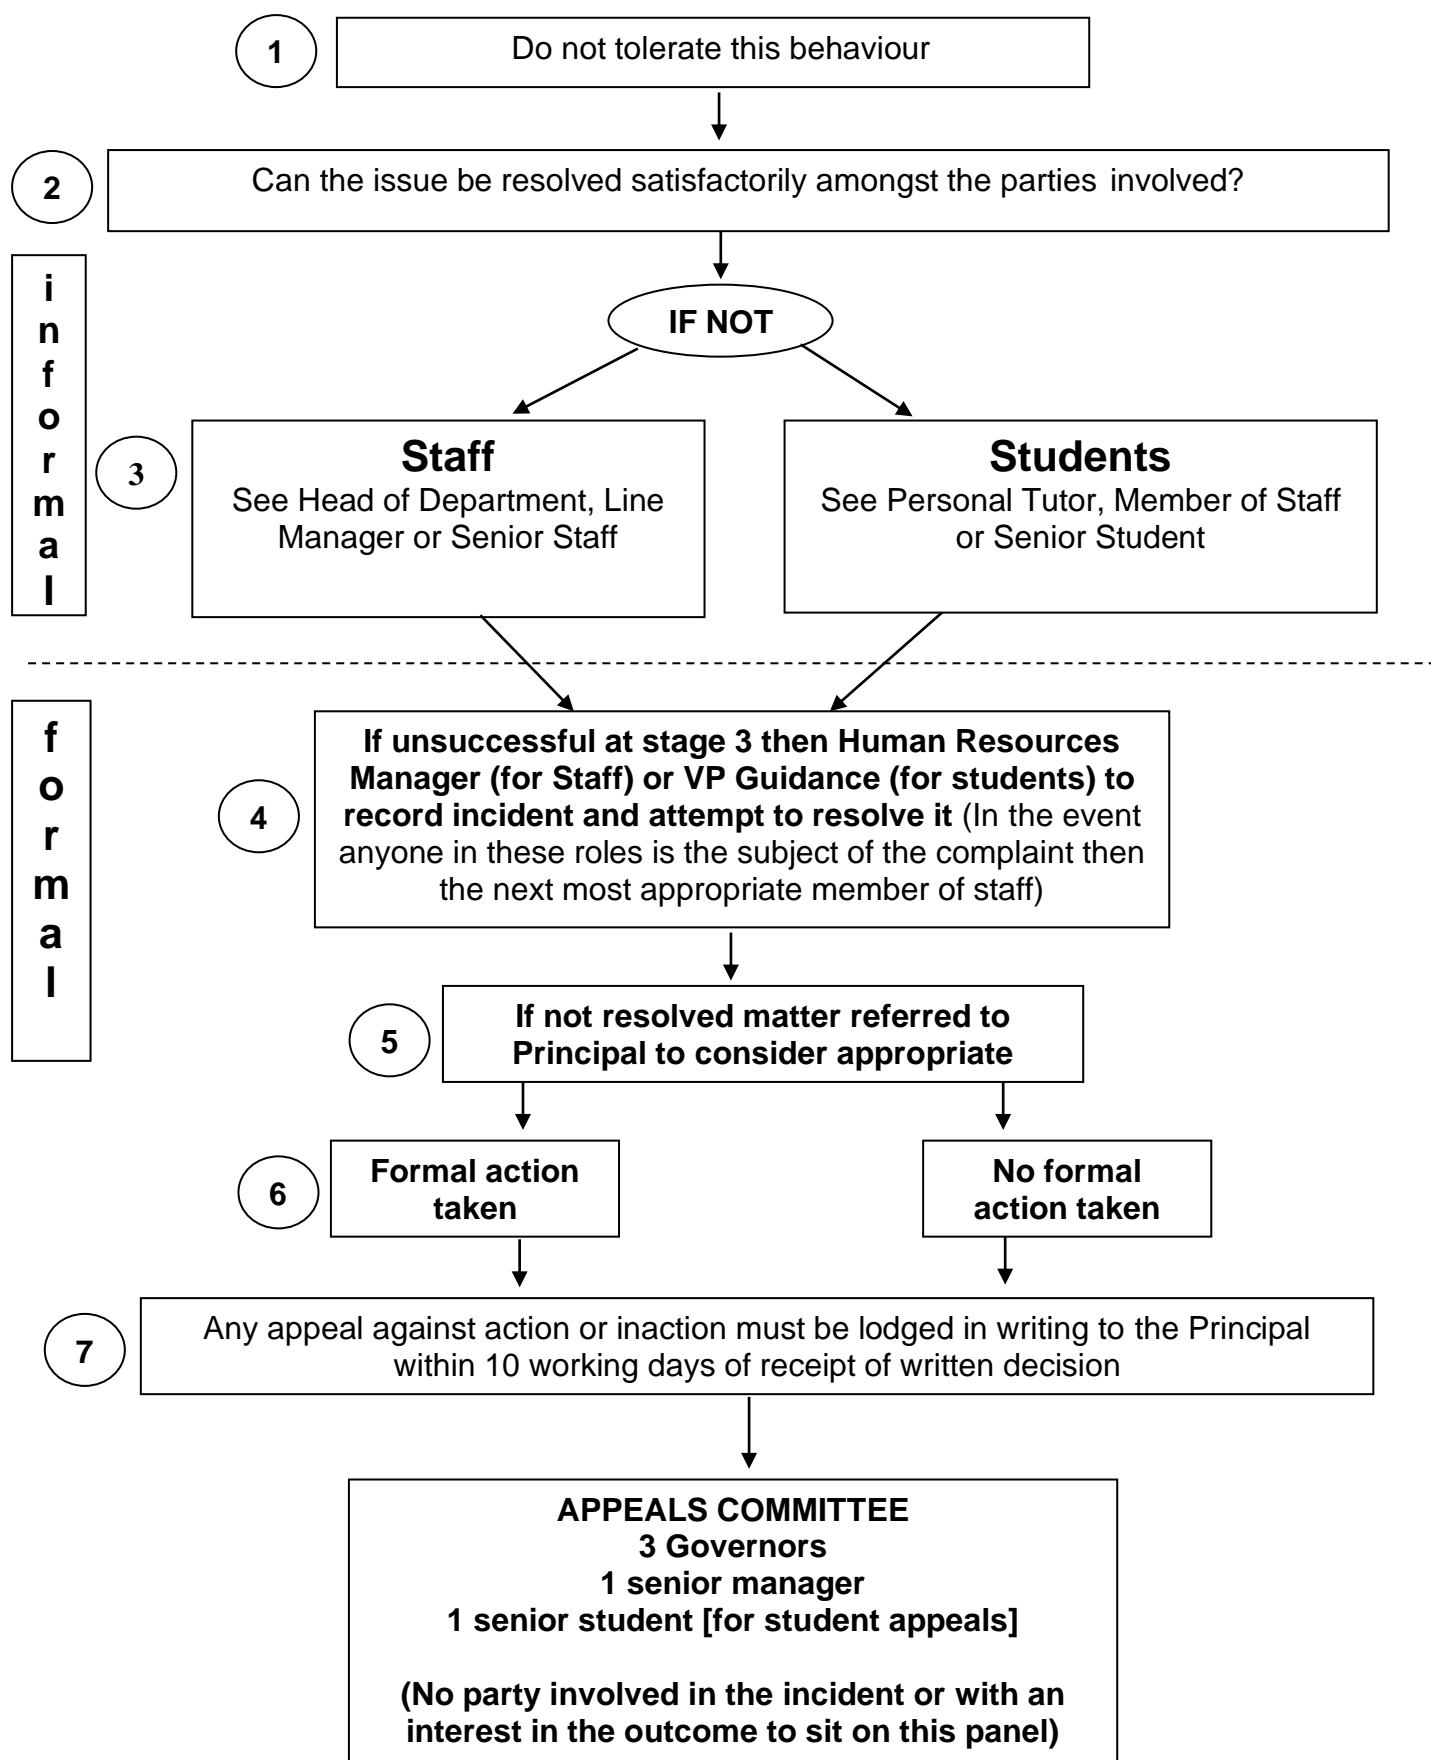 1
Do not tolerate this behaviour
2
Can the issue be resolved satisfactorily amongst the parties involved?
informal
IF NOT
3
Staff
See Head of Department, Line
Manager or Senior Staff
Students
See Personal Tutor, Member of Staff
or Senior Student
formal
4
If unsuccessful at stage 3 then Human Resources
Manager (for Staff) or VP Guidance (for students) to
record incident and attempt to resolve it (In the event
anyone in these roles is the subject of the complaint then
the next most appropriate member of staff)
5
If not resolved matter referred to
Principal to consider appropriate
6
Formal action
taken
No formal
action taken
7
Any appeal against action or inaction must be lodged in writing to the Principal
within 10 working days of receipt of written decision
APPEALS COMMITTEE
3 Governors
1 senior manager
1 senior student [for student appeals]
(No party involved in the incident or with an
interest in the outcome to sit on this panel)